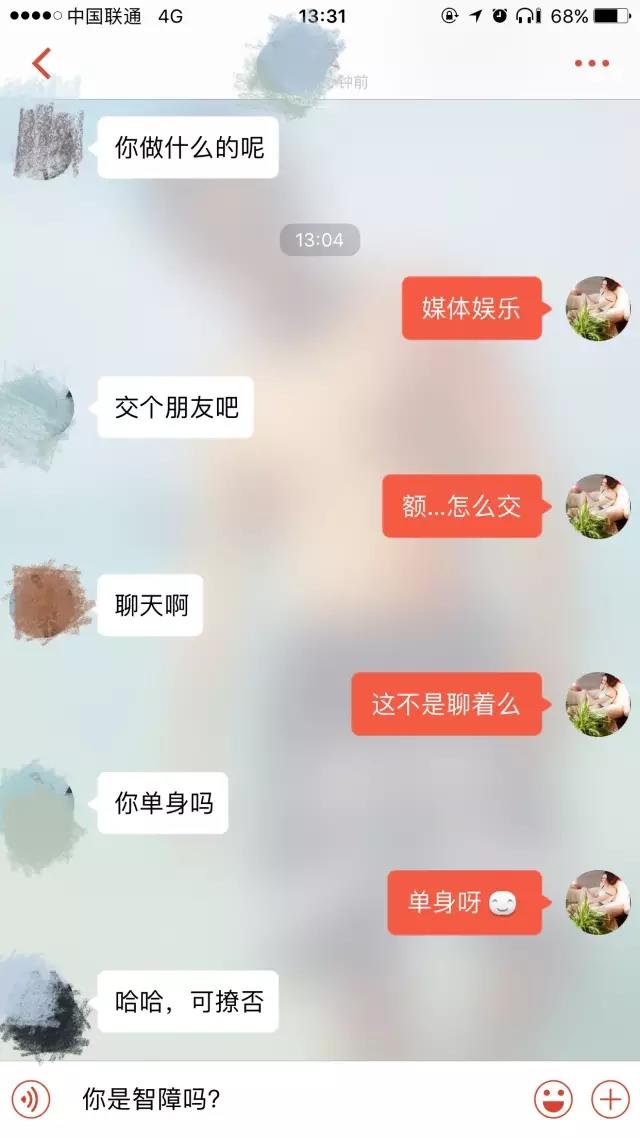 中国联通 4G 13:31 68%
钟前
你做什么的呢
13:04
媒体娱乐
交个朋友吧
额...怎么交
聊天啊
这不是聊着么
你单身吗
单身呀
哈哈，可撩否
你是智障吗?